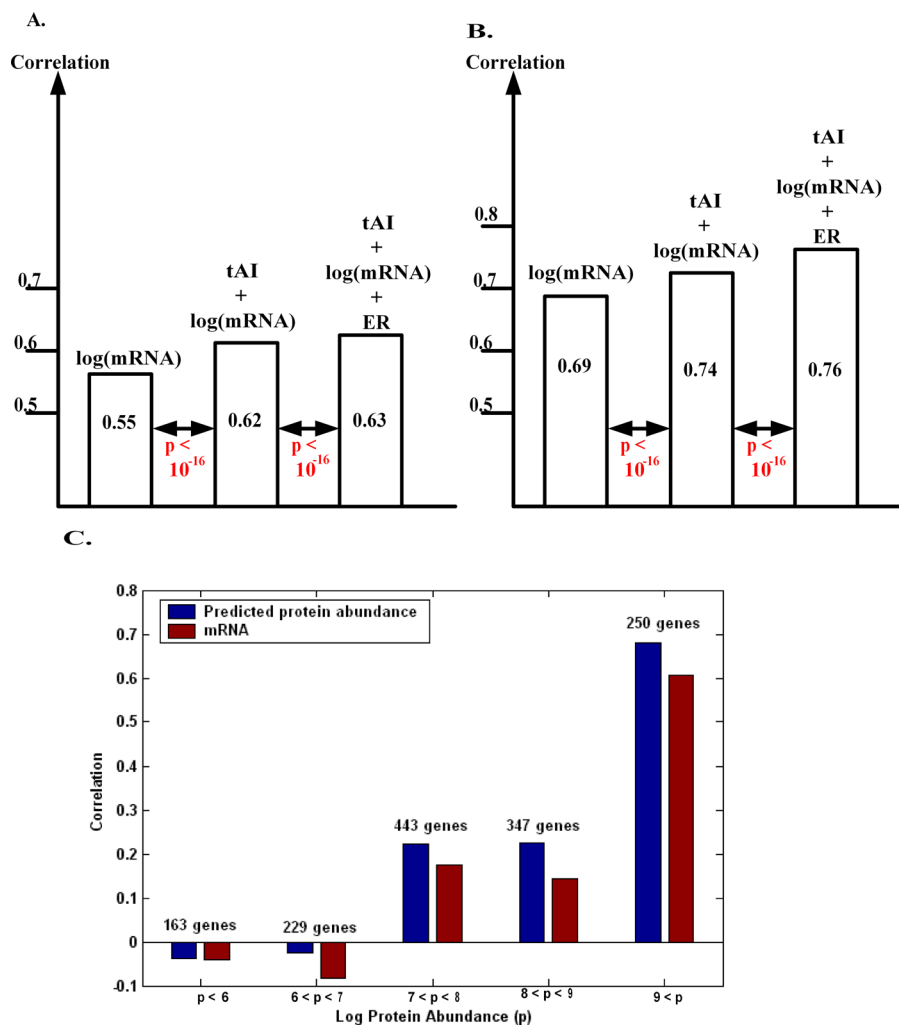 A.
Correlation
0.7
0.6
0.5
log(mRNA)
0.55
tAI
+
log(mRNA)
0.62
tAI
+
log(mRNA)
+
ER
0.63
p <
10-16
p <
10-16
B.
Correlation
0.8
0.7
0.6
0.5
log(mRNA)
0.69
tAI
+
log(mRNA)
0.74
tAI
+
log(mRNA)
+
ER
0.76
p <
10-16
p <
10-16
C.
Correlation
0.8
0.7
0.6
0.5
0.4
0.3
0.2
0.1
0
-0.1
Predicted protein abundance
mRNA
163 genes
229 genes
443 genes
347 genes
250 genes
p < 6
6 < p < 7
7 < p < 8
8 < p < 9
9 < p
Log Protein Abundance (p)